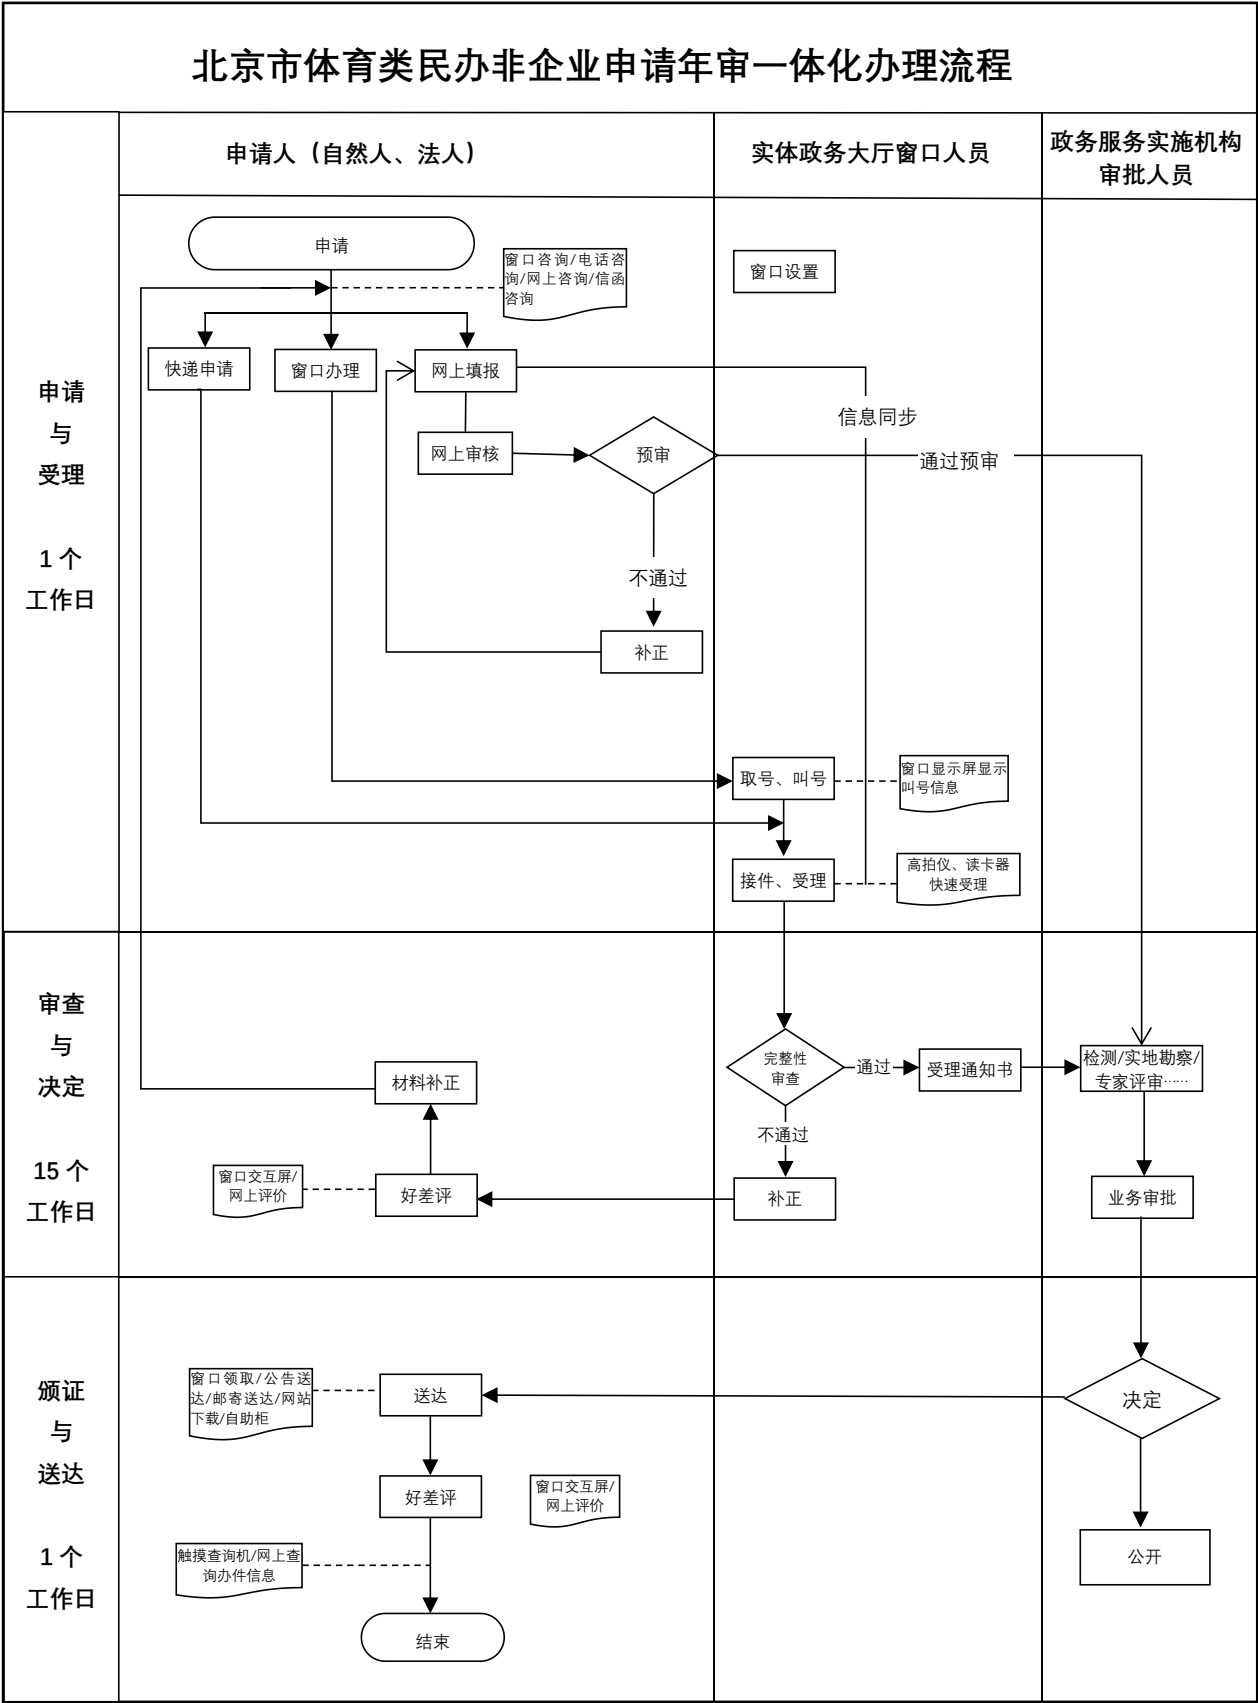 北京市体育类民办非企业申请年审一体化办理流程
申请人（自然人、法人）
实体政务大厅窗口人员
政务服务实施机构
审批人员
申请
与
受理
1 个
工作日
申请
窗口咨询/电话咨
询/网上咨询/信函
咨询
窗口设置
快递申请
窗口办理
网上填报
信息同步
网上审核
预审
通过预审
不通过
补正
取号、叫号
窗口显示屏显示
叫号信息
接件、受理
高拍仪、读卡器
快速受理
审查
与
决定
15 个
工作日
完整性
审查
通过
受理通知书
检测/实地勘察/
专家评审……
材料补正
不通过
窗口交互屏/
网上评价
好差评
补正
业务审批
颁证
与
送达
1 个
工作日
窗口领取/公告送
达/邮寄送达/网站
下载/自助柜
送达
决定
好差评
窗口交互屏/
网上评价
触摸查询机/网上查
询办件信息
公开
结束